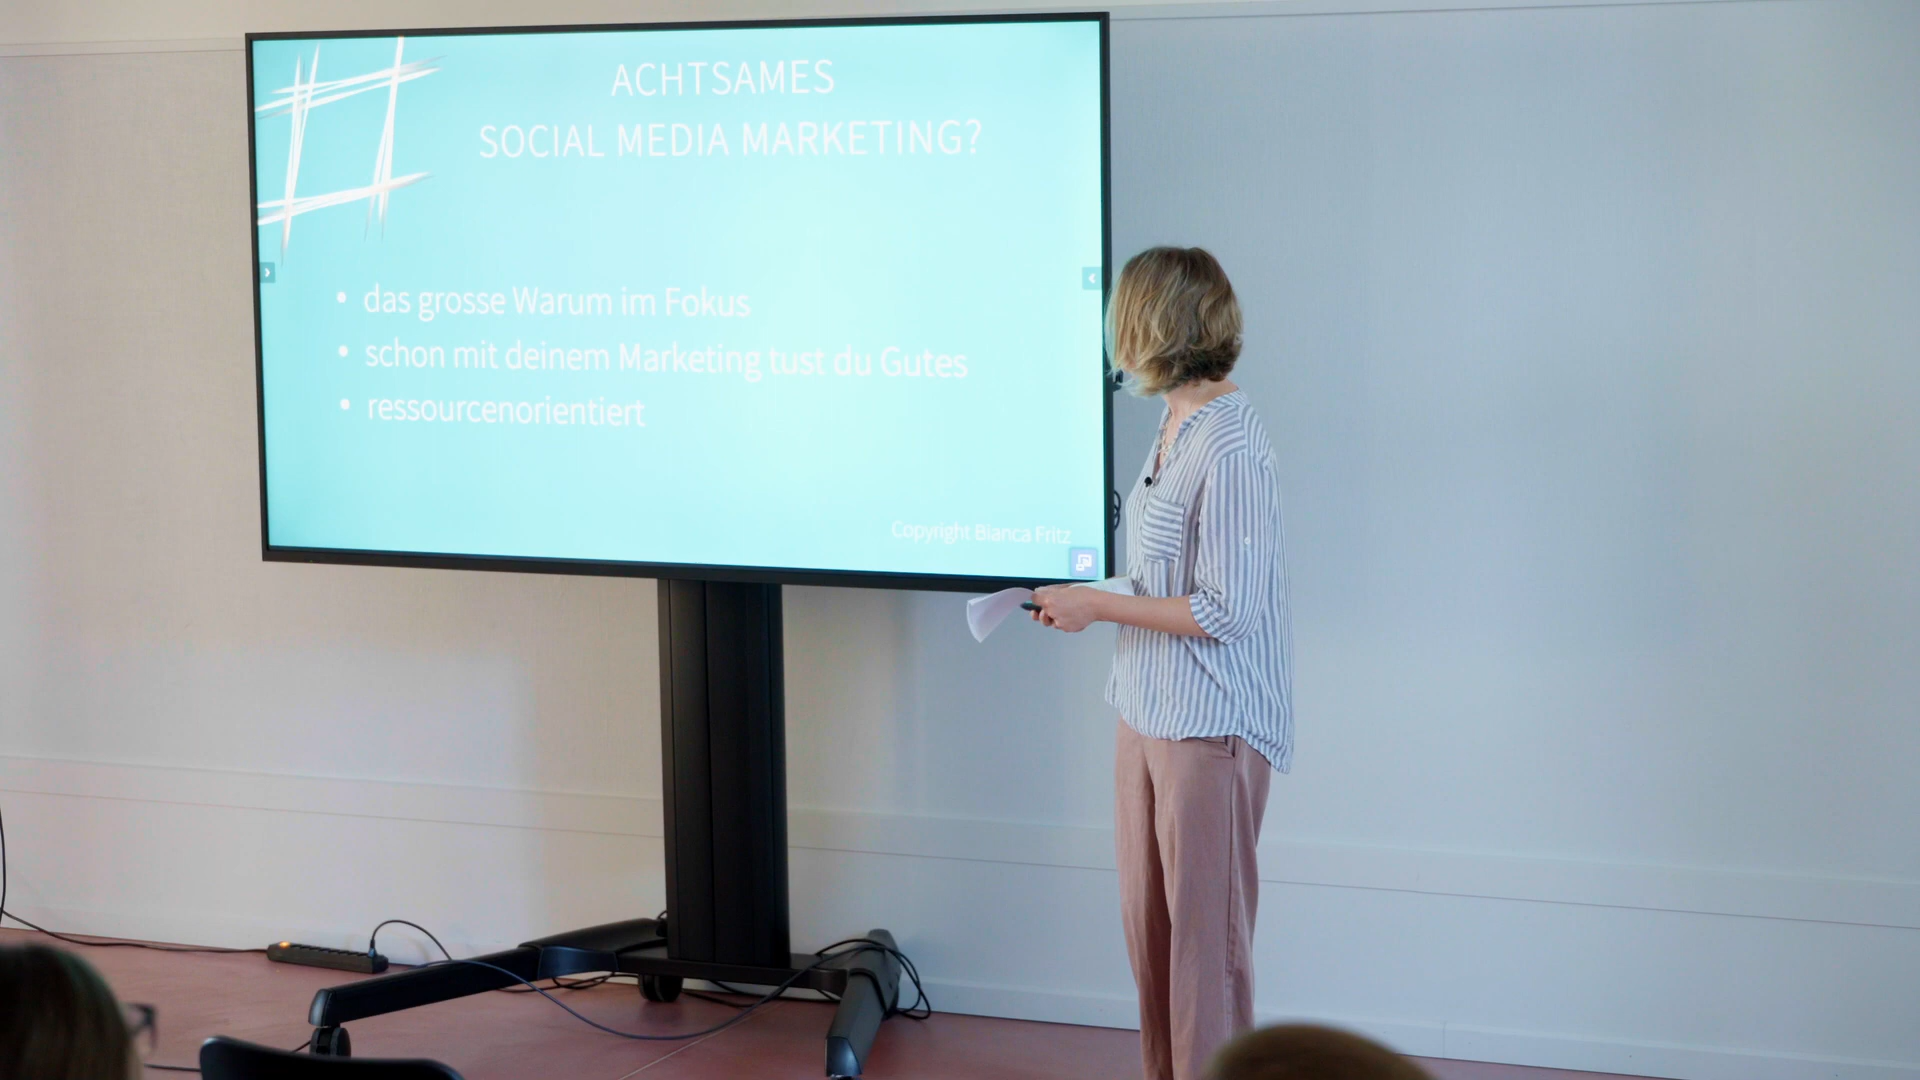 ACHTSAMES
SOCIAL MEDIA MARKETING?
• das grosse Warum im Fokus
• schon mit deinem Marketing tust du Gutes
• ressourcenorientiert
Copyright Bianca Fritz